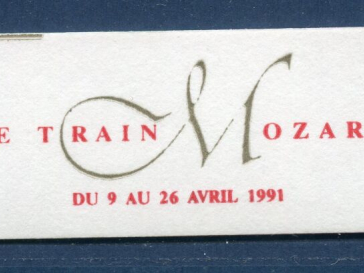 E TRAIN MOZAR
DU 9 AU 26 AVRIL 1991